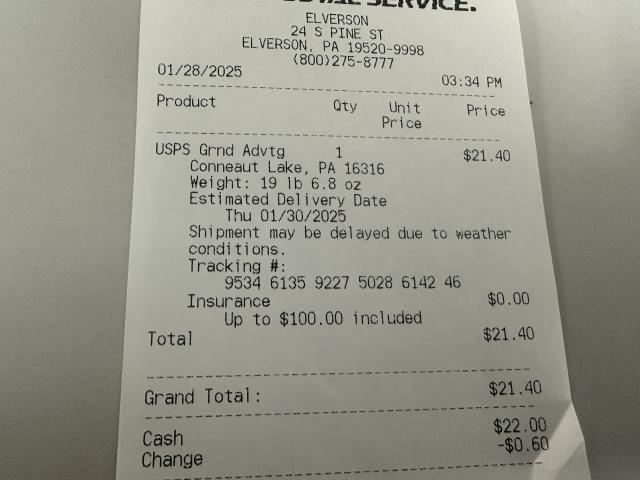 SERVICE.
ELVERSON
24 S PINE ST
ELVERSON, PA 19520-9998
(800)275-8777
01/28/2025 03:34 PM
Product Qty Unit Price
Price
USPS Grnd Advtg 1 $21.40
Conneaut Lake, PA 16316
Weight: 19 lb 6.8 oz
Estimated Delivery Date
Thu 01/30/2025
Shipment may be delayed due to weather
conditions.
Tracking #:
9534 6135 9227 5028 6142 46
Insurance $0.00
Up to $100.00 included
Total $21.40
Grand Total: $21.40
Cash $22.00
Change -$0.60